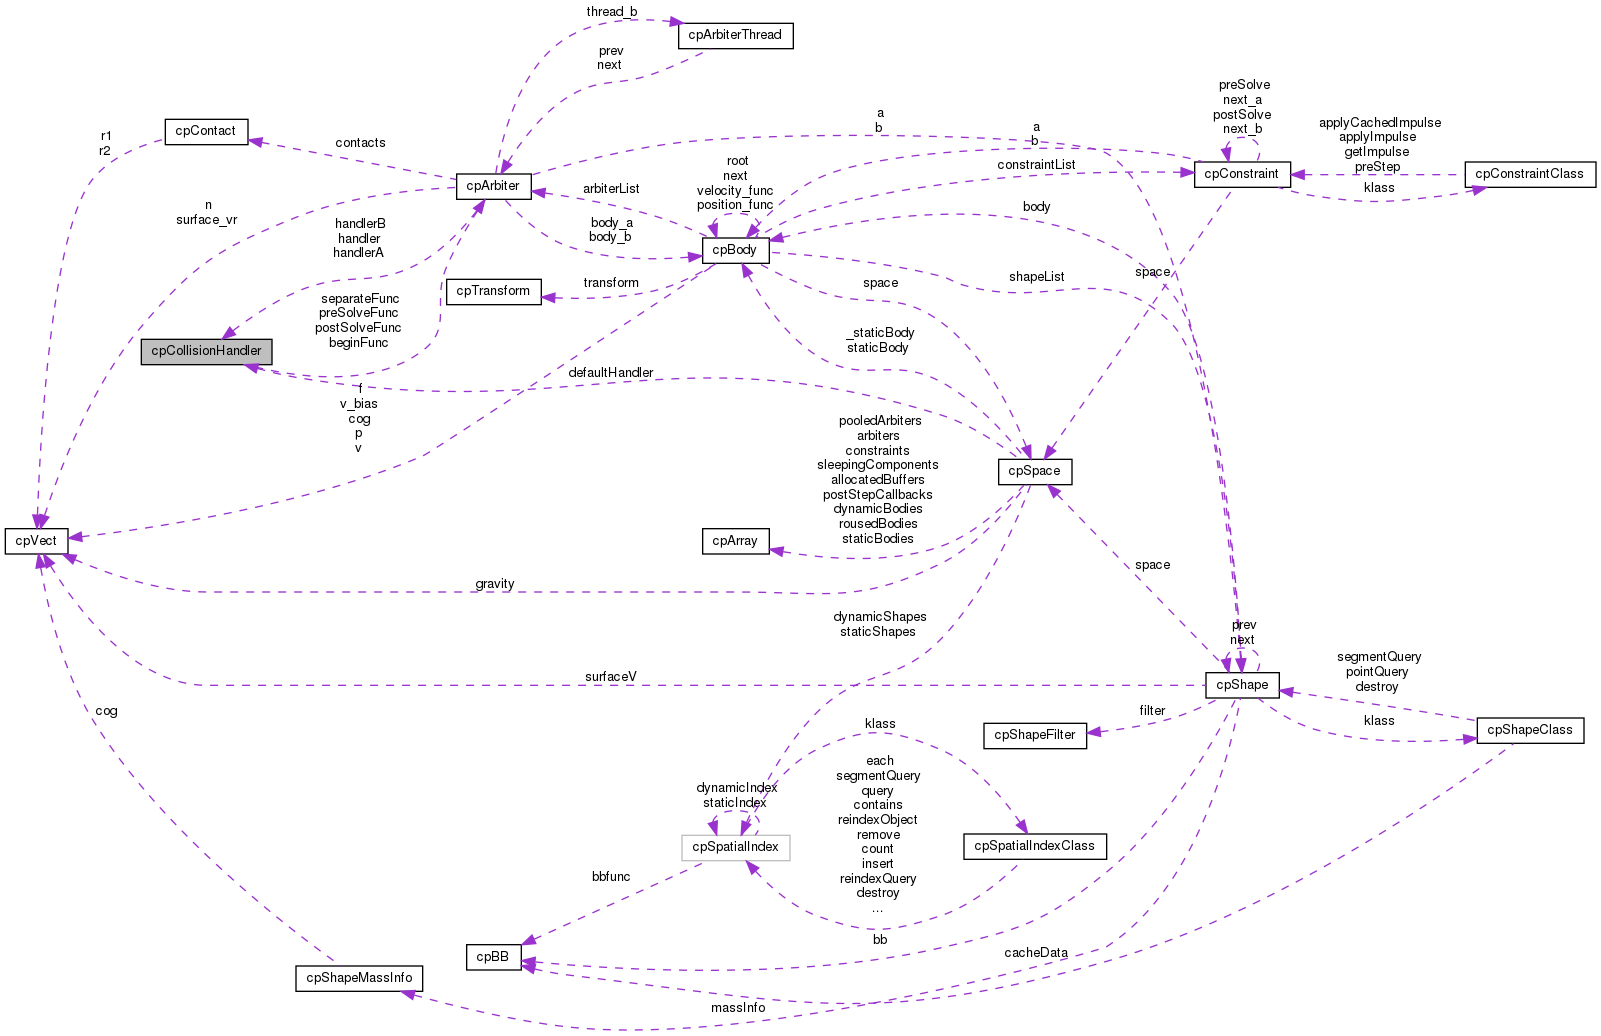 thread_b
cpArbiterThread
prev
next
preSolve
next_a
postSolve
next_b
a
b
a
b
applyCachedImpulse
applyImpulse
getImpulse
preStep
cpContact
r1
r2
contacts
cpArbiter
arbiterList
root
next
velocity_func
position_func
constraintList
cpConstraint
cpConstraintClass
klass
n
surface_vr
handlerB
handler
handlerA
body_a
body_b
body
cpBody
cpTransform
transform
space
shapeList
space
separateFunc
preSolveFunc
postSolveFunc
beginFunc
_staticBody
staticBody
cpCollisionHandler
defaultHandler
f
v_bias
cog
p
v
pooledArbiters
arbiters
constraints
sleepingComponents
allocatedBuffers
postStepCallbacks
dynamicBodies
rousedBodies
staticBodies
cpSpace
cpVect
cpArray
gravity
space
dynamicShapes
staticShapes
prev
next
surfaceV
cpShape
segmentQuery
pointQuery
destroy
filter
klass
cpShapeFilter
cpShapeClass
klass
dynamicIndex
staticIndex
each
segmentQuery
query
contains
reindexObject
remove
count
insert
reindexQuery
destroy
...
cpSpatialIndex
cpSpatialIndexClass
cog
bbfunc
bb
cpBB
cacheData
cpShapeMassInfo
massInfo